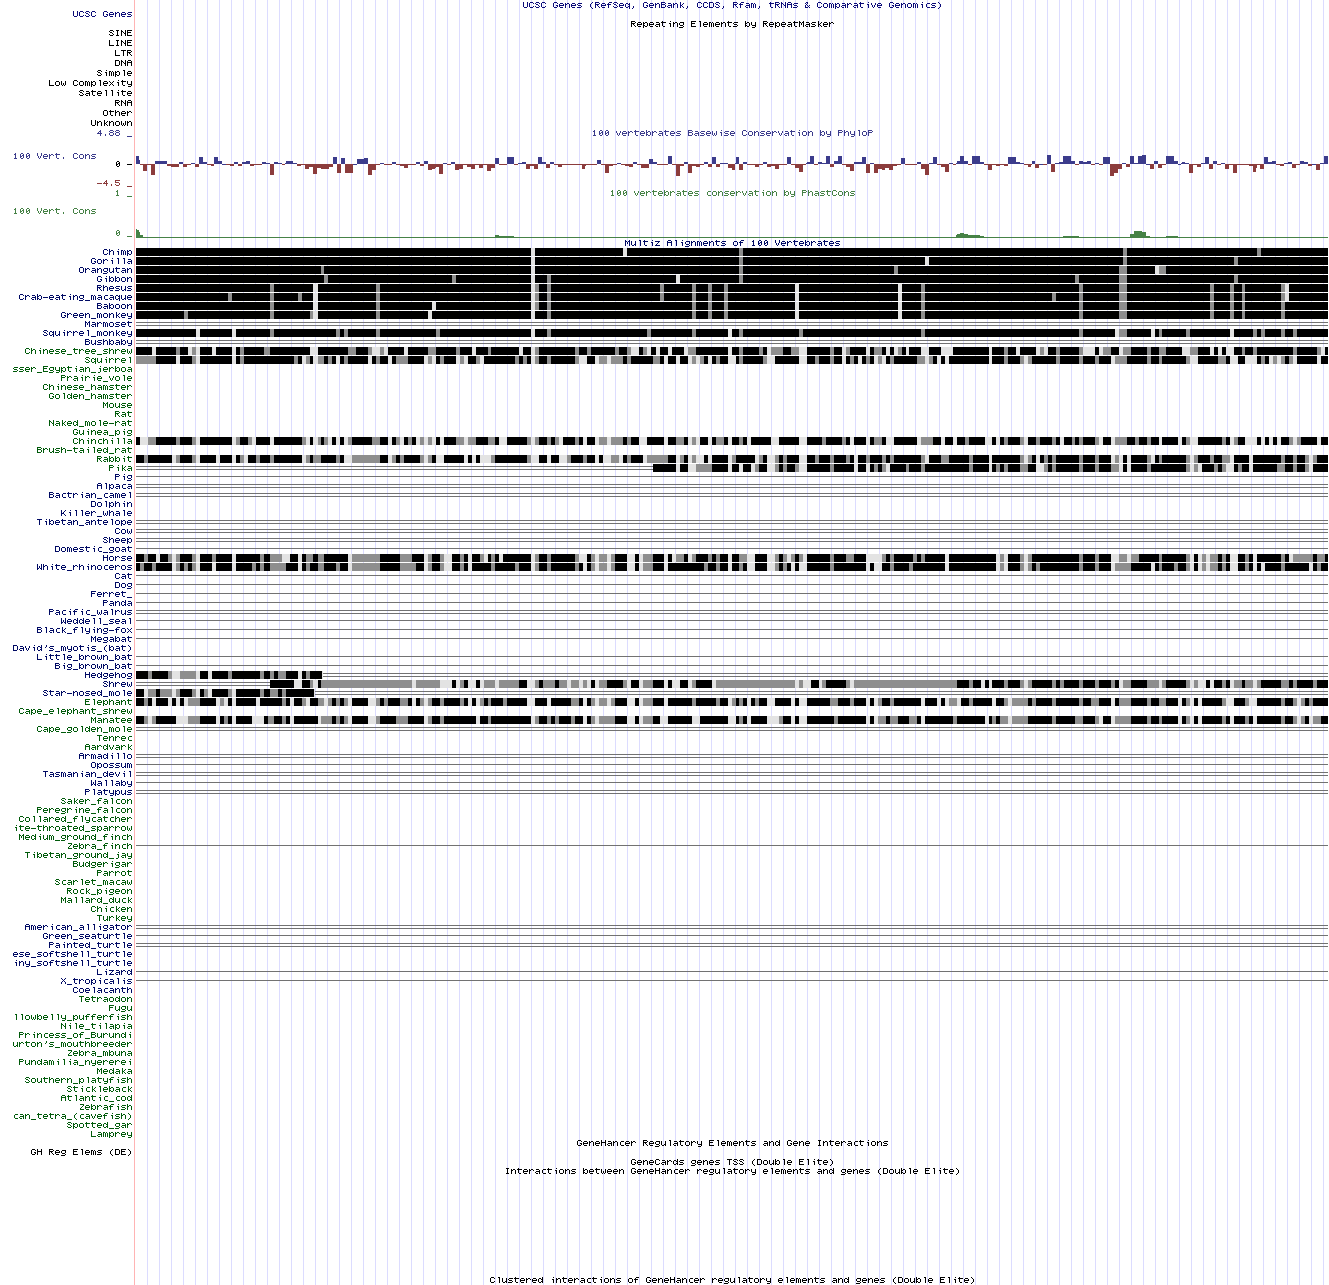 UCSC Genes (RefSeq, GenBank, CCDS, Rfam, tRNAs & Comparative Genomics)
UCSC Genes
Repeating Elements by RepeatMasker
SINE
LINE
LTR
DNA
Simple
Low Complexity
Satellite
RNA
Other
Unknown
4.88 _
100 vertebrates Basewise Conservation by PhyloP
100 Vert. Cons
0 _
-4.5 _
1 _
100 vertebrates conservation by PhastCons
100 Vert. Cons
0 _
Multiz Alignments of 100 Vertebrates
Chimp
Gorilla
Orangutan
Gibbon
Rhesus
Crab-eating_macaque
Baboon
Green_monkey
Marmoset
Squirrel_monkey
Bushbaby
Chinese_tree_shrew
Squirrel
sser_Egyptian_jerboa
Prairie_vole
Chinese_hamster
Golden_hamster
Mouse
Rat
Naked_mole-rat
Guinea_pig
Chinchilla
Brush-tailed_rat
Rabbit
Pika
Pig
Alpaca
Bactrian_camel
Dolphin
Killer_whale
Tibetan_antelope
Cow
Sheep
Domestic_goat
Horse
White_rhinoceros
Cat
Dog
Ferret_
Panda
Pacific_walrus
Weddell_seal
Black_flying-fox
Megabat
David's_myotis_(bat)
Little_brown_bat
Big_brown_bat
Hedgehog
Shrew
Star-nosed_mole
Elephant
Cape_elephant_shrew
Manatee
Cape_golden_mole
Tenrec
Aardvark
Armadillo
Opossum
Tasmanian_devil
Wallaby
Platypus
Saker_falcon
Peregrine_falcon
Collared_flycatcher
ite-throated_sparrow
Medium_ground_finch
Zebra_finch
Tibetan_ground_jay
Budgerigar
Parrot
Scarlet_macaw
Rock_pigeon
Mallard_duck
Chicken
Turkey
American_alligator
Green_seaturtle
Painted_turtle
ese_softshell_turtle
iny_softshell_turtle
Lizard
X_tropicalis
Coelacanth
Tetraodon
Fugu
llowbelly_pufferfish
Nile_tilapia
Princess_of_Burundi
urton's_mouthbreeder
Zebra_mbuna
Pundamilia_nyererei
Medaka
Southern_platyfish
Stickleback
Atlantic_cod
Zebrafish
can_tetra_(cavefish)
Spotted_gar
Lamprey
GeneHancer Regulatory Elements and Gene Interactions
GH Reg Elems (DE)
GeneCards genes TSS (Double Elite)
Interactions between GeneHancer regulatory elements and genes (Double Elite)
Clustered interactions of GeneHancer regulatory elements and genes (Double Elite)